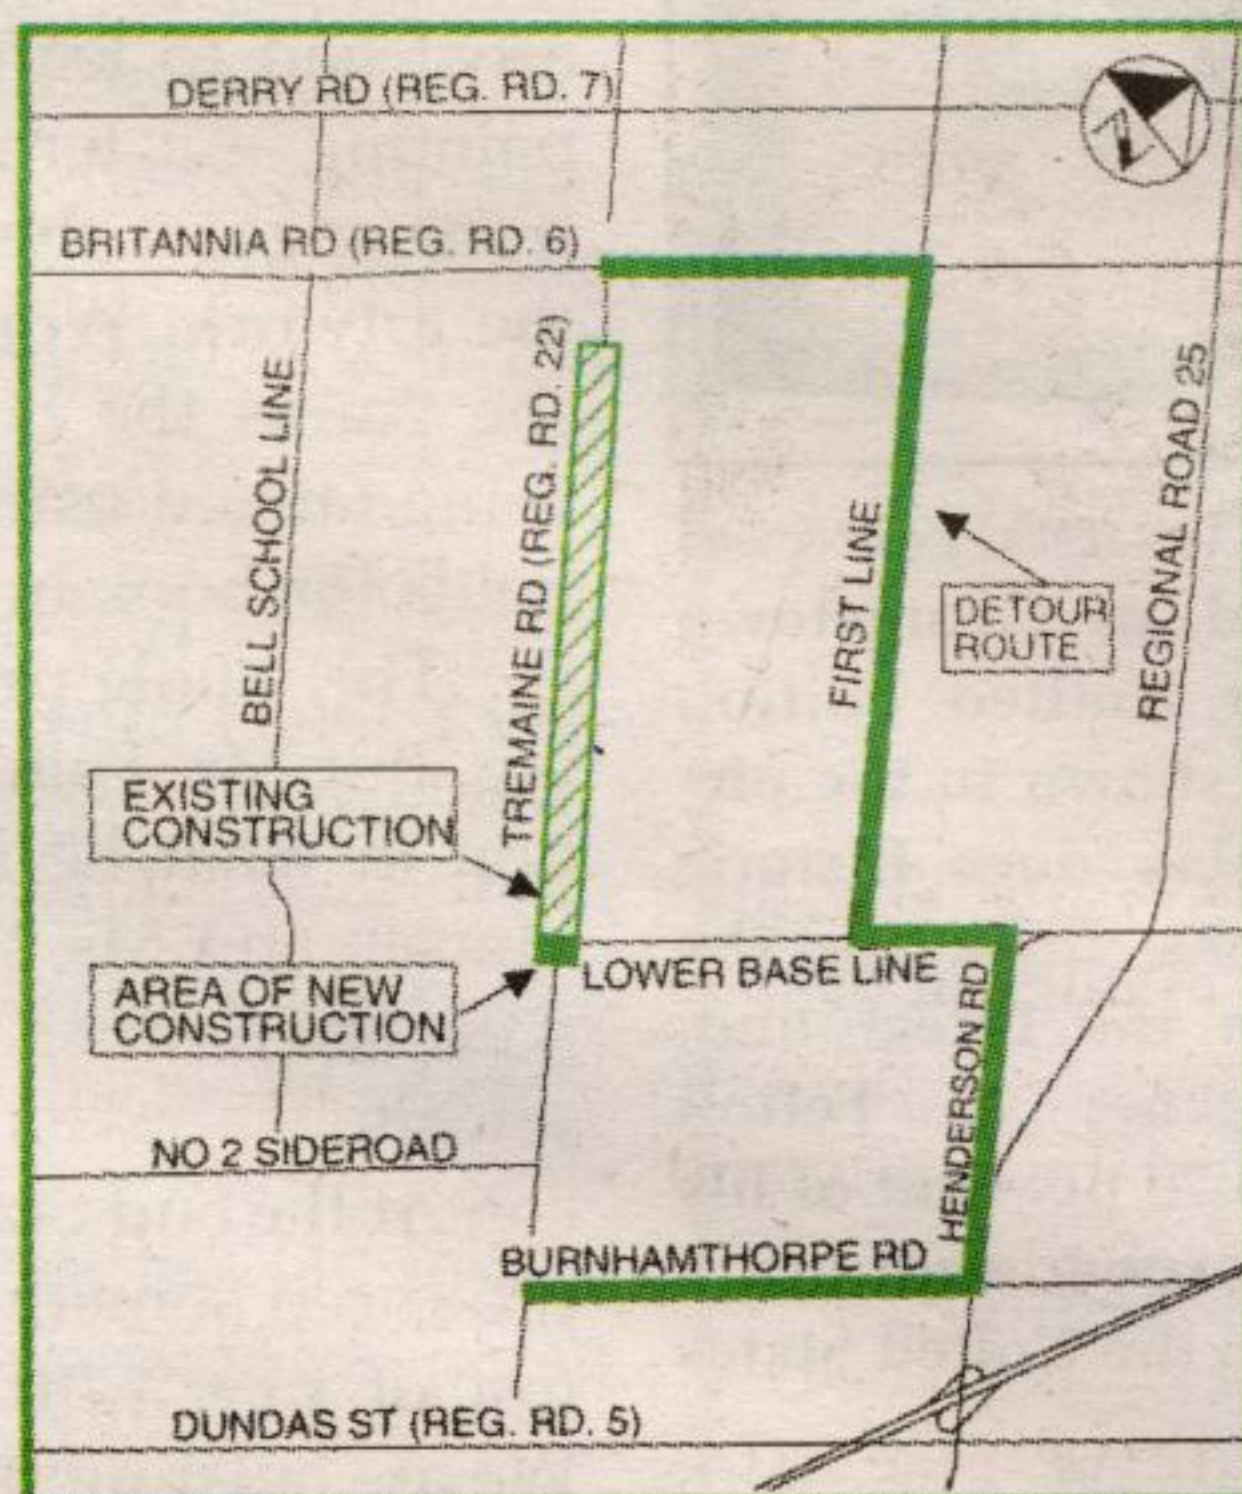 DERRY RD (REG. RD. 7)
N
BRITANNIA RD (REG. RD. 6)
BELL SCHOOL LINE
TREMAINE RD (REG. RD. 22)
FIRST LINE
REGIONAL ROAD 25
DETOUR
ROUTE
EXISTING
CONSTRUCTION
LOWER BASE LINE
AREA OF NEW
CONSTRUCTION
HENDERSON RD
NO 2 SIDEROAD
BURNHAMTHORPE RD
DUNDAS ST (REG. RD. 5)